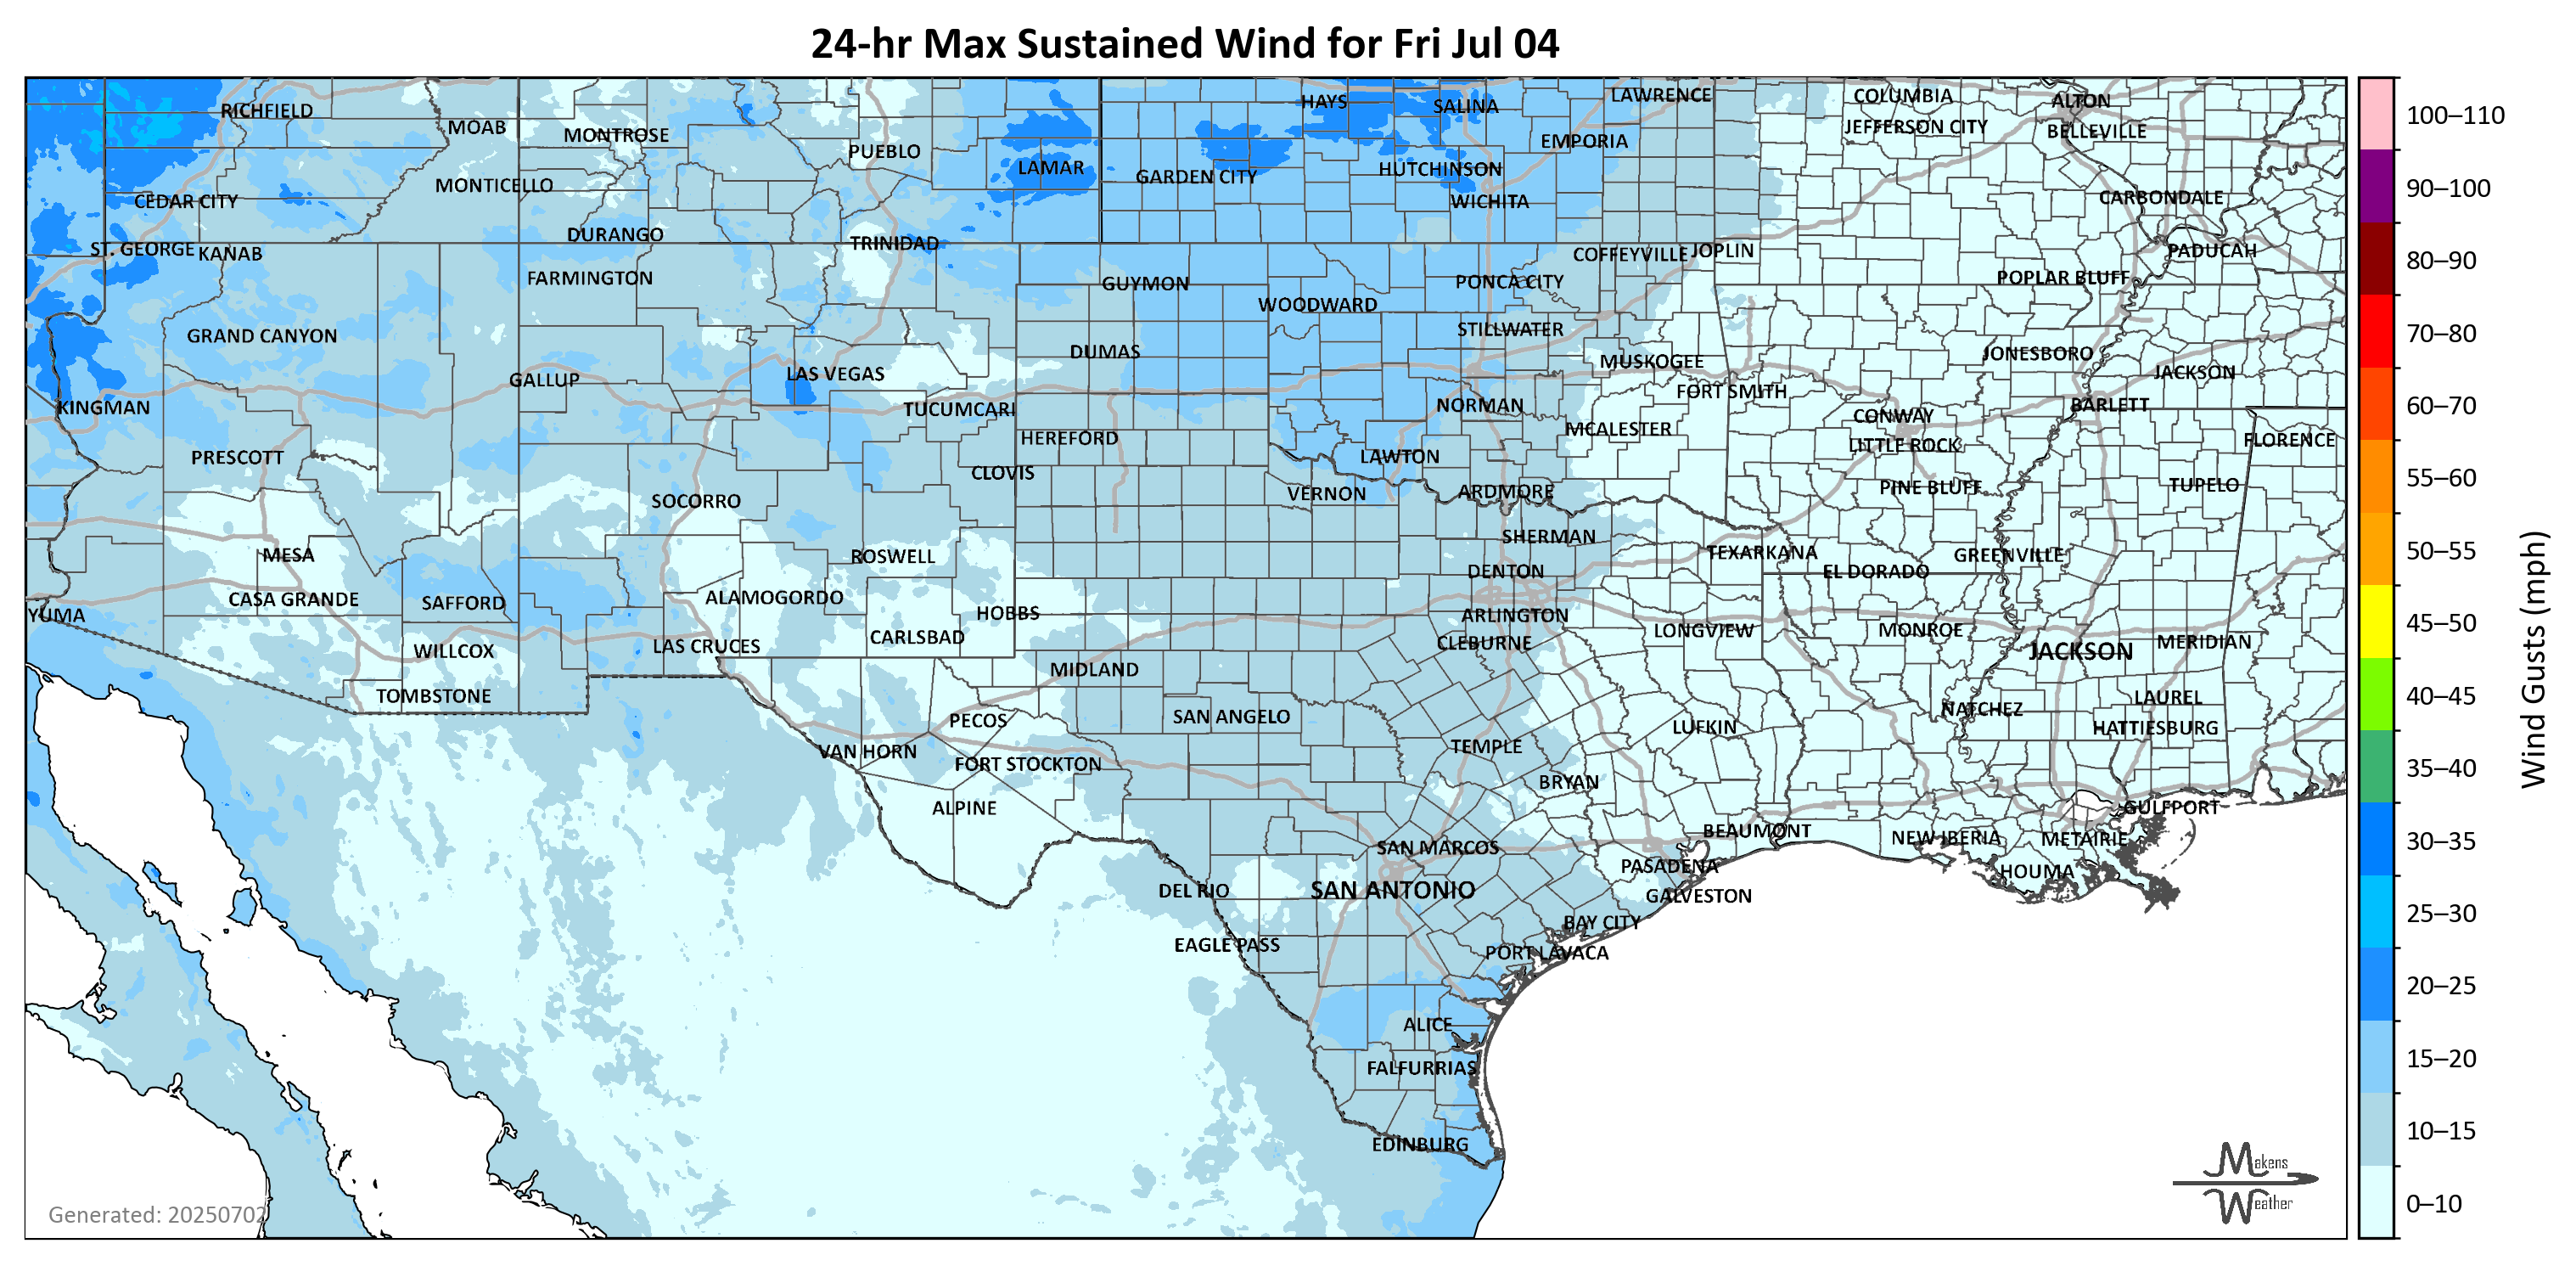 24-hr Max Sustained Wind for Fri Jul 04
RICHFIELD
MOAB
MONTROSE
PUEBLO
LAMAR
HAYS
SALINA
LAWRENCE
COLUMBIA
ALTON
JEFFERSON CITY
BELLEVILLE
EMPORIA
HUTCHINSON
GARDEN CITY
MONTICELLO
CEDAR CITY
WICHITA
CARBONDALE
DURANGO
TRINIDAD
ST. GEORGE
KANAB
COFFEYVILLE
JOPLIN
PADUCAH
FARMINGTON
GUYMON
PONCA CITY
POPLAR BLUFF
WOODWARD
GRAND CANYON
STILLWATER
DUMAS
MUSKOGEE
JONESBORO
GALLUP
LAS VEGAS
JACKSON
FORT SMITH
KINGMAN
TUCUMCARI
NORMAN
CONWAY
BARLETT
HEREFORD
MCALESTER
LITTLE ROCK
FLORENCE
PRESCOTT
LAWTON
CLOVIS
VERNON
ARDMORE
PINE BLUFF
TUPELO
SOCORRO
SHERMAN
MESA
ROSWELL
TEXARKANA
GREENVILLE
DENTON
EL DORADO
CASA GRANDE
SAFFORD
ALAMOGORDO
YUMA
HOBBS
ARLINGTON
CARLSBAD
LONGVIEW
MONROE
LAS CRUCES
CLEBURNE
MERIDIAN
WILLCOX
JACKSON
MIDLAND
TOMBSTONE
LAUREL
PECOS
SAN ANGELO
NATCHEZ
LUFKIN
HATTIESBURG
VAN HORN
TEMPLE
FORT STOCKTON
BRYAN
ALPINE
GULFPORT
BEAUMONT
NEW IBERIA
METAIRIE
SAN MARCOS
PASADENA
HOUMA
DEL RIO
SAN ANTONIO
GALVESTON
BAY CITY
EAGLE PASS
PORT LAVACA
ALICE
FALFURRIAS
EDINBURG
Generated: 20250702
Makens
Weather
100–110
90–100
80–90
70–80
60–70
55–60
50–55
45–50
40–45
35–40
30–35
25–30
20–25
15–20
10–15
0–10
Wind Gusts (mph)